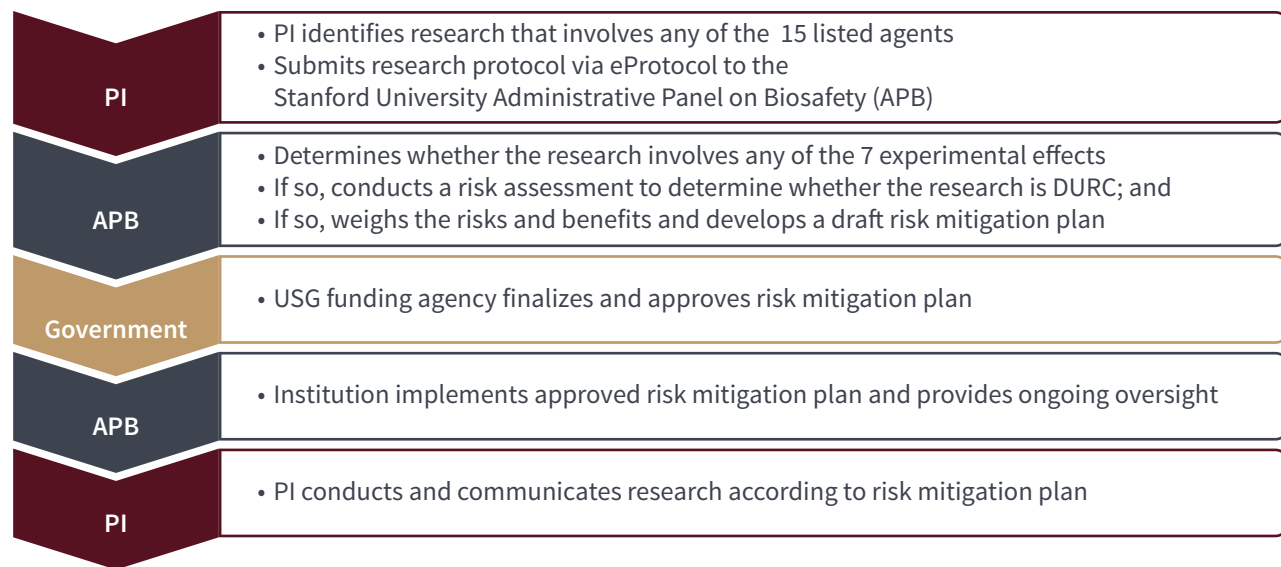 PI
• PI identifies research that involves any of the 15 listed agents
• Submits research protocol via eProtocol to the
Stanford University Administrative Panel on Biosafety (APB)
APB
• Determines whether the research involves any of the 7 experimental effects
• If so, conducts a risk assessment to determine whether the research is DURC; and
• If so, weighs the risks and benefits and develops a draft risk mitigation plan
Government
• USG funding agency finalizes and approves risk mitigation plan
APB
• Institution implements approved risk mitigation plan and provides ongoing oversight
PI
• PI conducts and communicates research according to risk mitigation plan